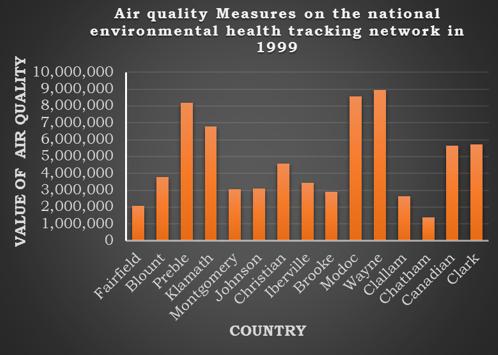 Air quality Measures on the national
environmental health tracking network in
1999
VALUE OF AIR QUALITY
10,000,000
9,000,000
8,000,000
7,000,000
6,000,000
5,000,000
4,000,000
3,000,000
2,000,000
1,000,000
0
Fairfield
Blount
Preble
Klamath
Montgomery
Johnson
Christian
Iberville
Brooke
Modoc
Wayne
Clallam
Chatham
Canadian
Clark
COUNTRY